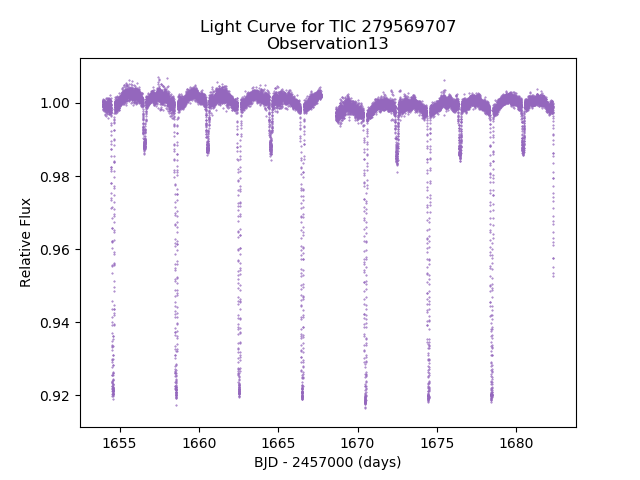 Light Curve for TIC 279569707
Observation13
Relative Flux
1.00
0.98
0.96
0.94
0.92
1655
1660
1665
1670
1675
1680
BJD - 2457000 (days)